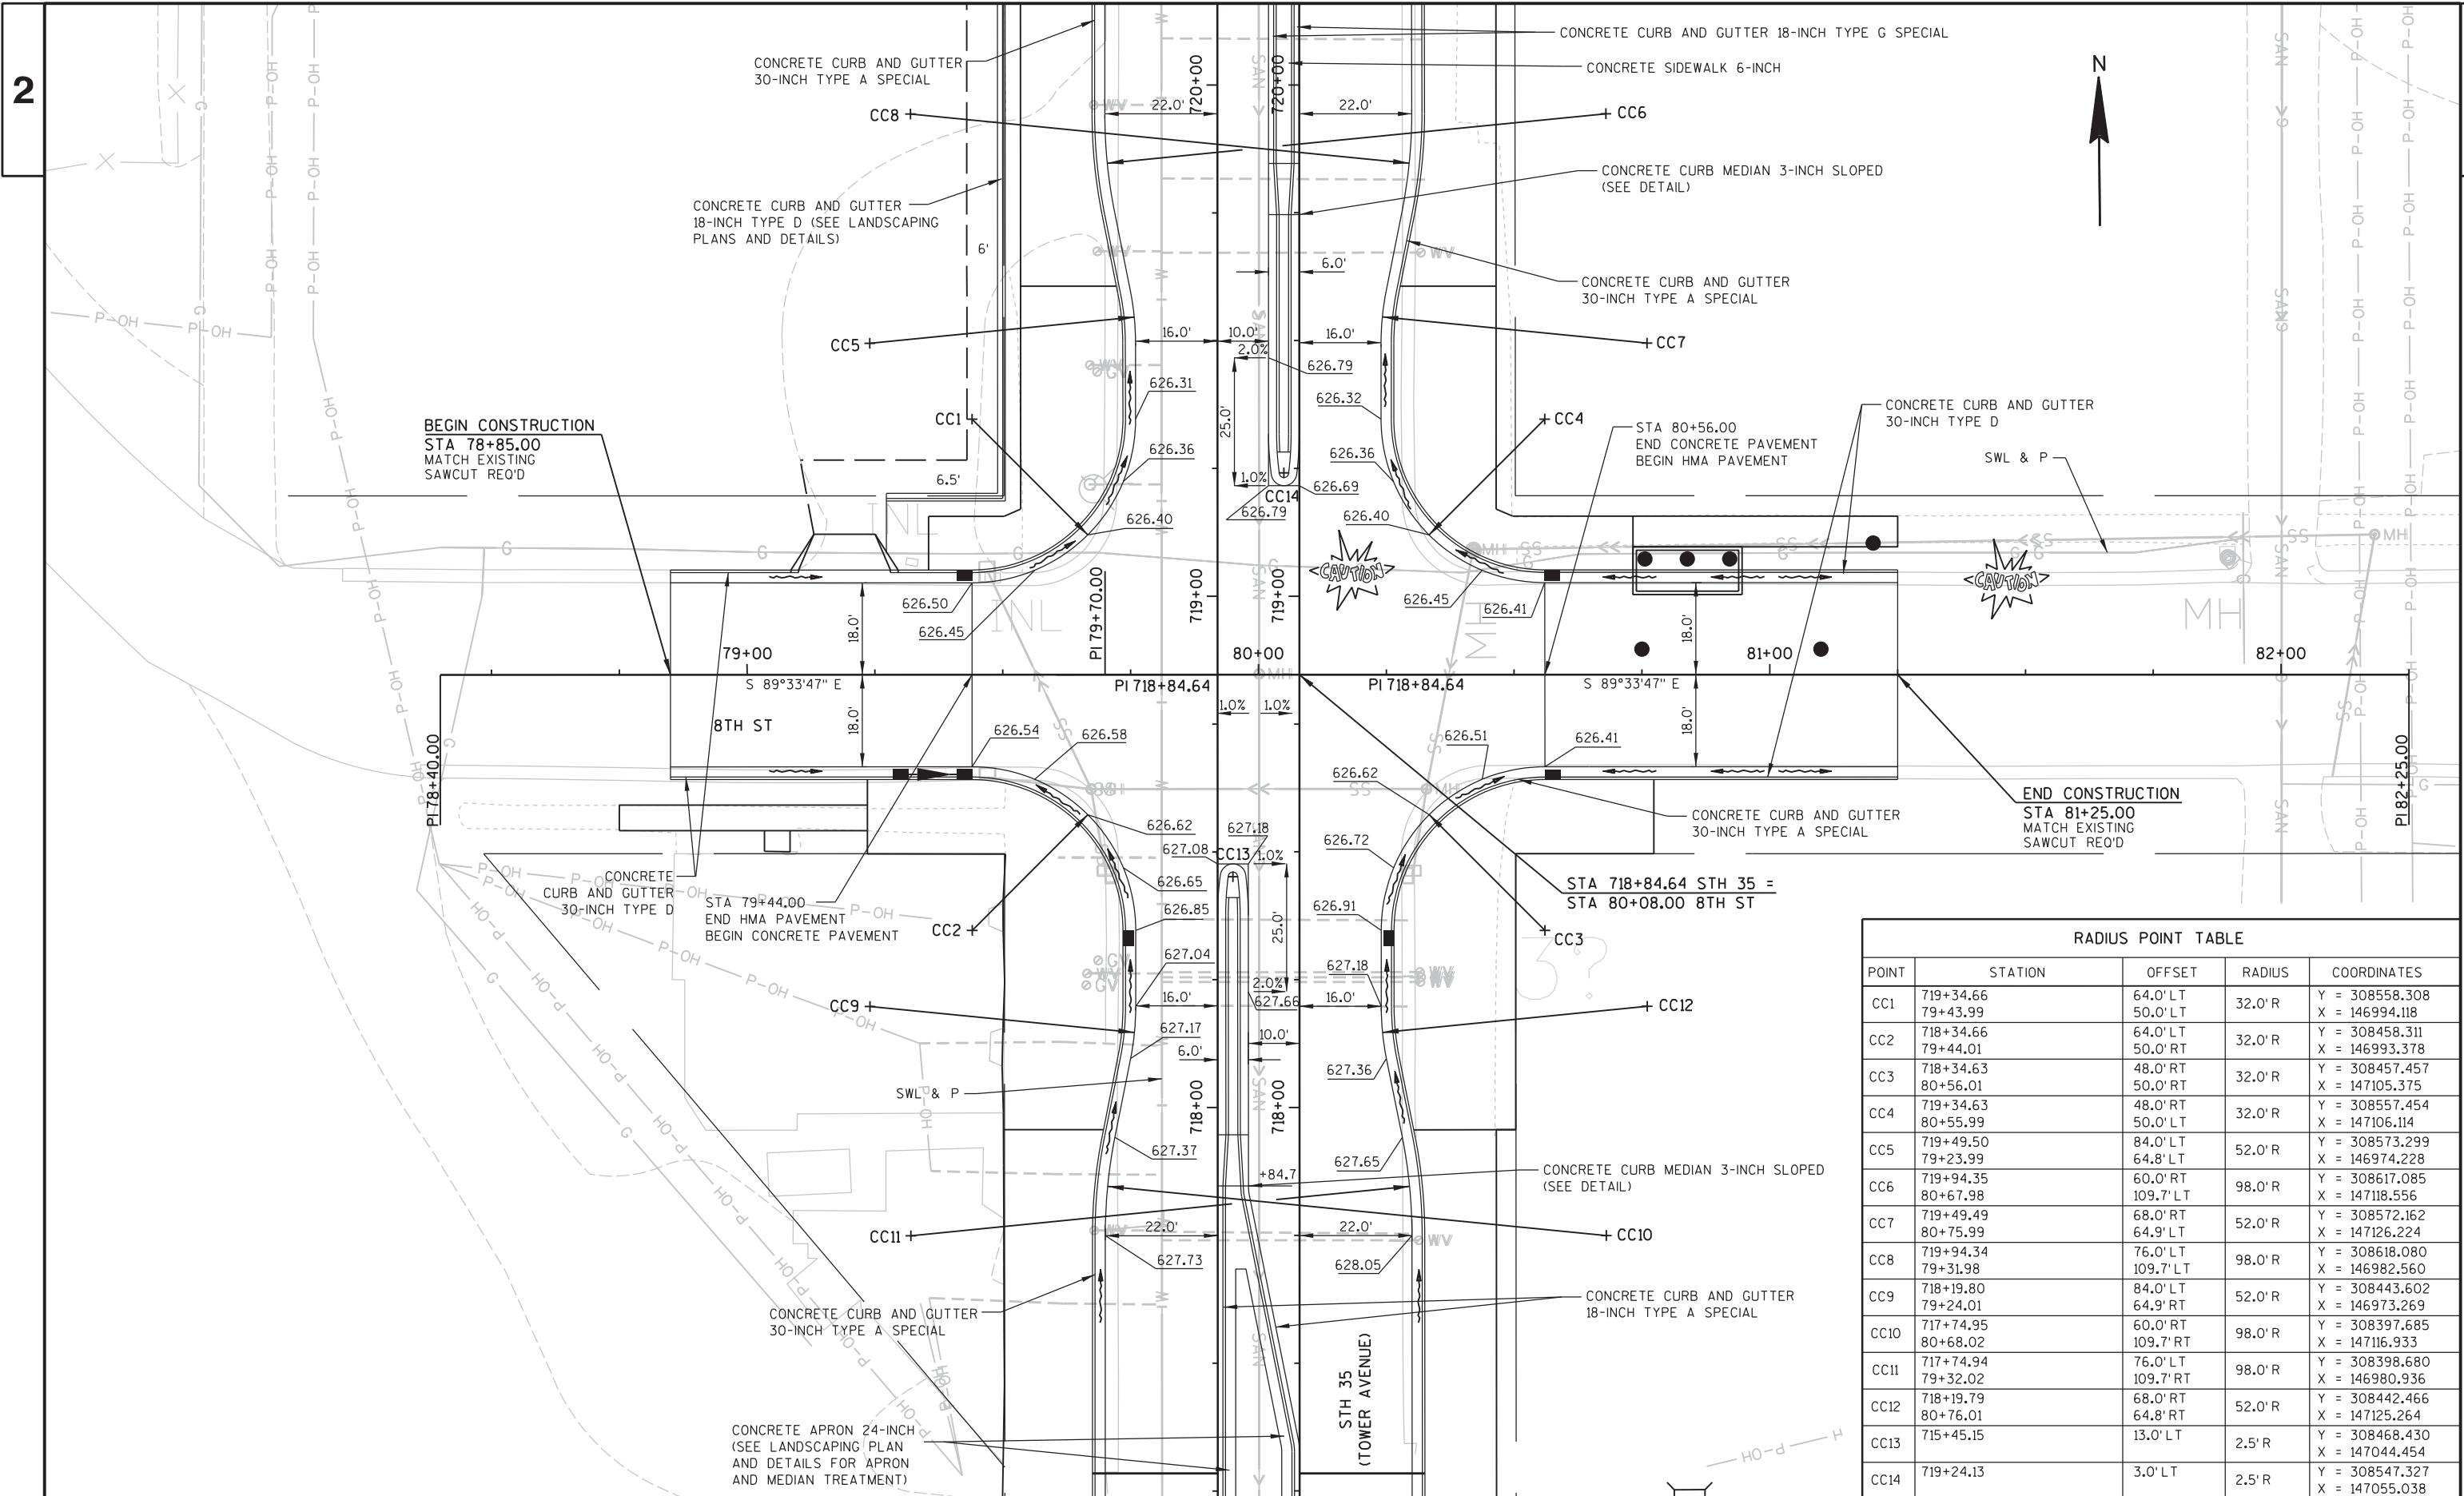 2
CONCRETE CURB AND GUTTER
30-INCH TYPE A SPECIAL
CONCRETE CURB AND GUTTER 18-INCH TYPE G SPECIAL
CONCRETE SIDEWALK 6-INCH
N
720+00
720+00
SAN
22.0'
22.0'
CC8
CC6
WV
CONCRETE CURB MEDIAN 3-INCH SLOPED
(SEE DETAIL)
CONCRETE CURB AND GUTTER
18-INCH TYPE D (SEE LANDSCAPING
PLANS AND DETAILS)
6'
WV
WV
6.0'
CONCRETE CURB AND GUTTER
30-INCH TYPE A SPECIAL
P-OH
P-OH
G
CC5
16.0'
10.0'
16.0'
CC7
2.0%
626.79
WV
GV
626.31
25.0'
626.32
CC1
CC4
CONCRETE CURB AND GUTTER
30-INCH TYPE D
BEGIN CONSTRUCTION
STA 78+85.00
MATCH EXISTING
SAWCUT REQ'D
STA 80+56.00
END CONCRETE PAVEMENT
BEGIN HMA PAVEMENT
626.36
626.36
SWL & P
6.5'
1.0%
626.69
CC14
626.79
626.40
626.40
INL
CAUTION
CAUTION
G
G
G
MH
SS
SS
MH
626.50
626.45
626.45
626.41
INL
MH
MH
PI 79+70.00
719+00
719+00
18.0'
18.0'
79+00
80+00
81+00
82+00
S 89°33'47" E
PI 718+84.64
MH
PI 718+84.64
S 89°33'47" E
8TH ST
18.0'
1.0%
1.0%
18.0'
626.54
626.58
626.51
626.41
SS
SS
PI 78+40.00
PI 82+25.00
626.62
SS
MH
END CONSTRUCTION
STA 81+25.00
MATCH EXISTING
SAWCUT REQ'D
CONCRETE CURB AND GUTTER
30-INCH TYPE A SPECIAL
626.62
627.18
627.08
CC13
1.0%
626.72
CONCRETE
CURB AND GUTTER
30-INCH TYPE D
STA 79+44.00
END HMA PAVEMENT
BEGIN CONCRETE PAVEMENT
626.65
626.85
25.0'
626.91
STA 718+84.64 STH 35 =
STA 80+08.00 8TH ST
CC2
CC3
3?
627.04
627.18
GV
WV
GV
WV
2.0%
627.66
CC9
16.0'
16.0'
CC12
627.17
10.0'
6.0'
627.36
SWL & P
718+00
718+00
627.37
627.65
+84.7
CONCRETE CURB MEDIAN 3-INCH SLOPED
(SEE DETAIL)
CC11
WV
22.0'
22.0'
WV
CC10
627.73
628.05
CONCRETE CURB AND GUTTER
30-INCH TYPE A SPECIAL
CONCRETE CURB AND GUTTER
18-INCH TYPE A SPECIAL
STH 35
(TOWER AVENUE)
CONCRETE APRON 24-INCH
(SEE LANDSCAPING PLAN
AND DETAILS FOR APRON
AND MEDIAN TREATMENT)
RADIUS POINT TABLE
POINT STATION OFFSET RADIUS COORDINATES
CC1 719+34.66 64.0' LT 32.0' R Y = 308558.308
79+43.99 50.0' LT X = 146994.118
CC2 718+34.66 64.0' LT 32.0' R Y = 308458.311
79+44.01 50.0' RT X = 146993.378
CC3 718+34.63 48.0' RT 32.0' R Y = 308457.457
80+56.01 50.0' RT X = 147105.375
CC4 719+34.63 48.0' RT 32.0' R Y = 308557.454
80+55.99 50.0' LT X = 147106.114
CC5 719+49.50 84.0' LT 52.0' R Y = 308573.299
79+23.99 64.8' LT X = 146974.228
CC6 719+94.35 60.0' RT 98.0' R Y = 308617.085
80+67.98 109.7' LT X = 147118.556
CC7 719+49.49 68.0' RT 52.0' R Y = 308572.162
80+75.99 64.9' LT X = 147126.224
CC8 719+94.34 76.0' LT 98.0' R Y = 308618.080
79+31.98 109.7' LT X = 146982.560
CC9 718+19.80 84.0' LT 52.0' R Y = 308443.602
79+24.01 64.9' RT X = 146973.269
CC10 717+74.95 60.0' RT 98.0' R Y = 308397.685
80+68.02 109.7' RT X = 147116.933
CC11 717+74.94 76.0' LT 98.0' R Y = 308398.680
79+32.02 109.7' RT X = 146980.936
CC12 718+19.79 68.0' RT 52.0' R Y = 308442.466
80+76.01 64.8' RT X = 147125.264
CC13 715+45.15 13.0' LT 2.5' R Y = 308468.430
X = 147044.454
CC14 719+24.13 3.0' LT 2.5' R Y = 308547.327
X = 147055.038